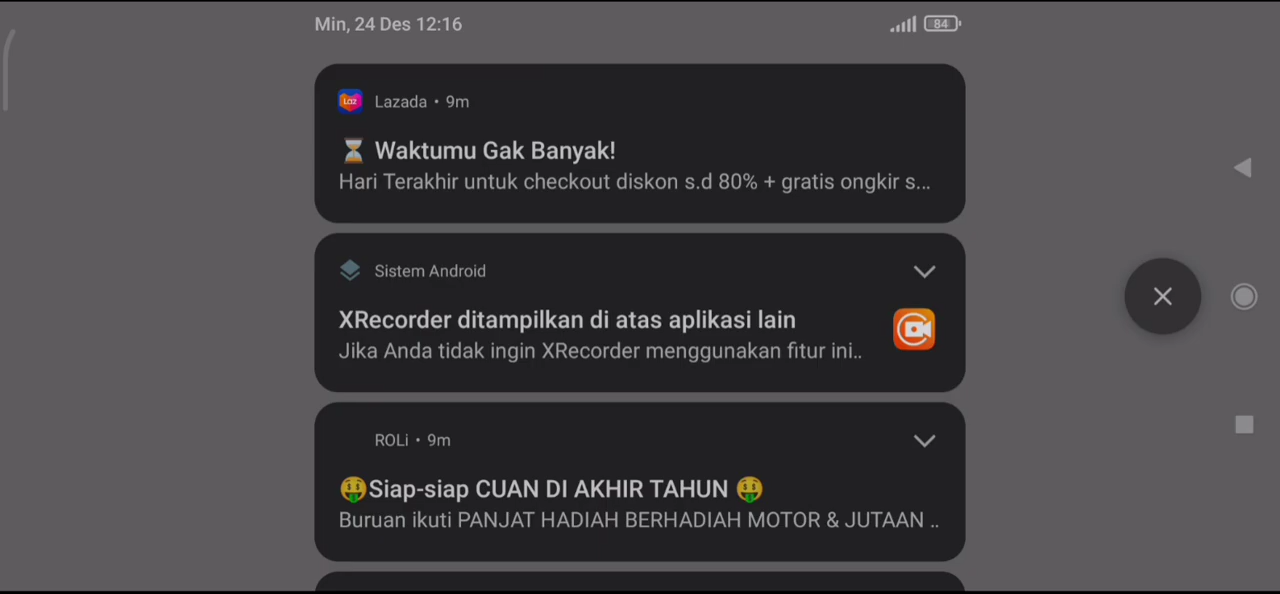 Min, 24 Des 12:16
84
Laz
Lazada • 9m
⏳ Waktumu Gak Banyak!
Hari Terakhir untuk checkout diskon s.d 80% + gratis ongkir s...
Sistem Android
XRecorder ditampilkan di atas aplikasi lain
Jika Anda tidak ingin XRecorder menggunakan fitur ini..
ROLi • 9m
🤑Siap-siap CUAN DI AKHIR TAHUN 🤑
Buruan ikuti PANJAT HADIAH BERHADIAH MOTOR & JUTAAN ..